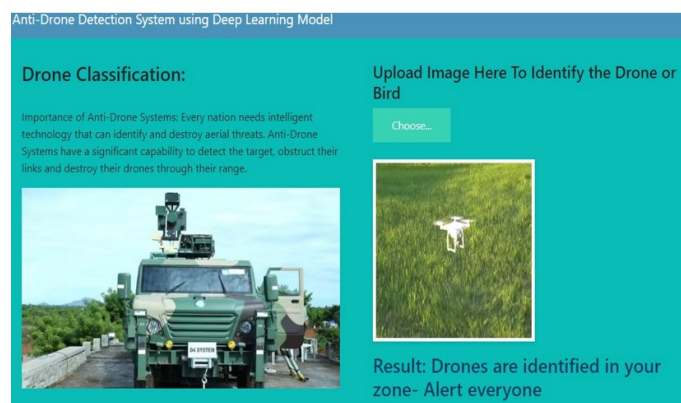 Anti-Drone Detection System using Deep Learning Model
Drone Classification:
Importance of Anti-Drone Systems: Every nation needs intelligent
technology that can identify and destroy aerial threats. Anti-Drone
Systems have a significant capability to detect the target, obstruct their
links and destroy their drones through their range.
D4 SYSTEM
Upload Image Here To Identify the Drone or
Bird
Choose...
Result: Drones are identified in your
zone- Alert everyone